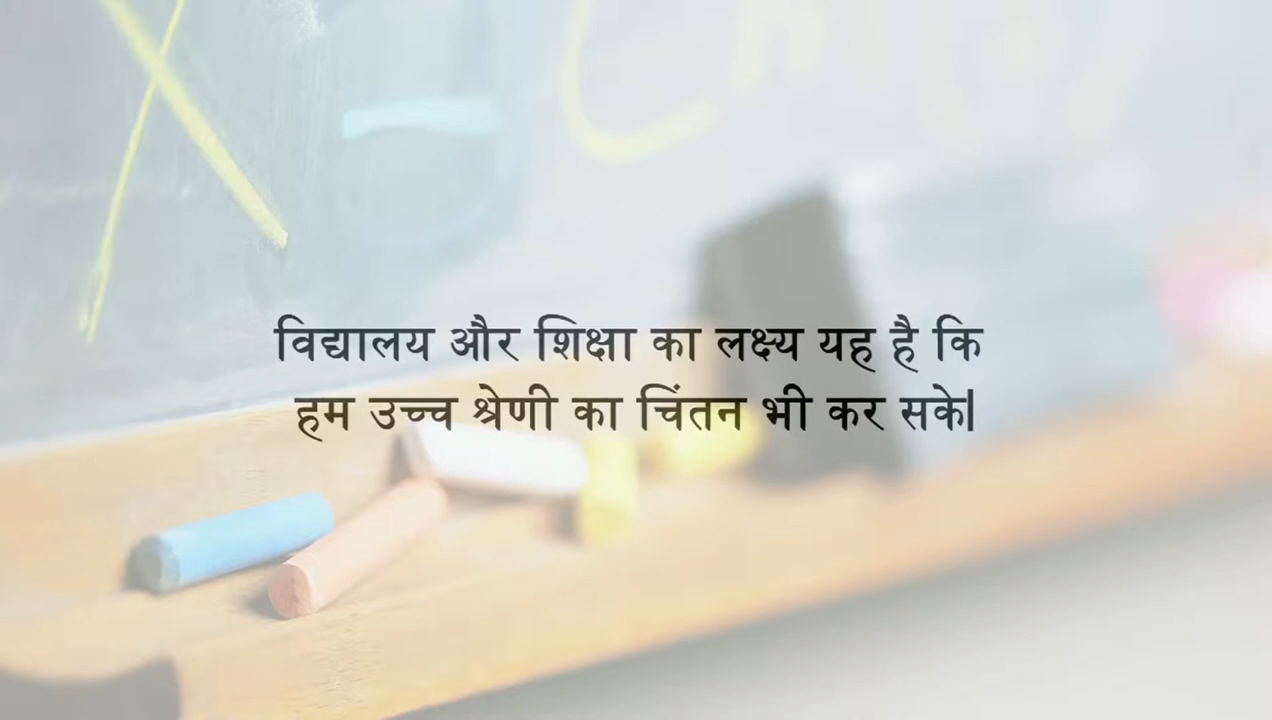 विद्यालय और शिक्षा का लक्ष्य यह है कि
हम उच्च श्रेणी का चिंतन भी कर सके|